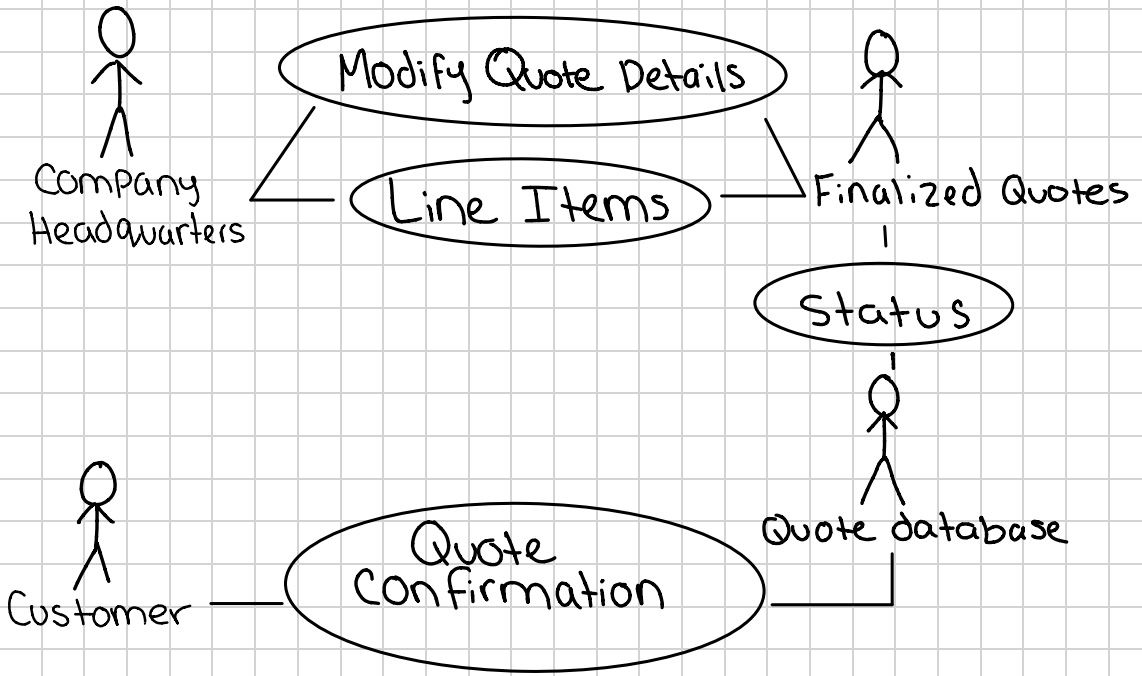 Modify Quote Details
Company
Headquarters
Line Items
Finalized Quotes
Status
Quote database
Quote
Confirmation
Customer